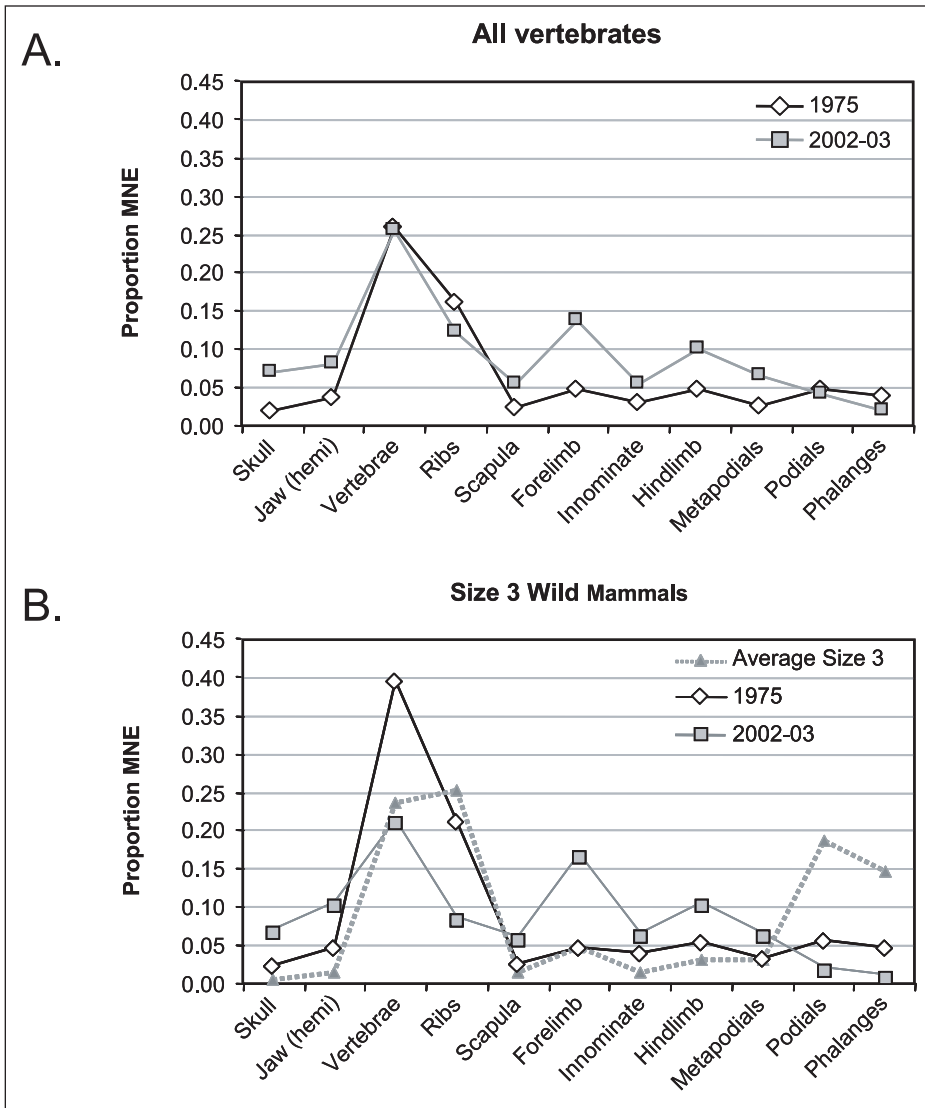 A.
All vertebrates
Proportion MNE
0.45
0.40
0.35
0.30
0.25
0.20
0.15
0.10
0.05
0.00
1975
2002-03
Skull
Jaw (hemi)
Vertebrae
Ribs
Scapula
Forelimb
Innominate
Hindlimb
Metapodials
Podials
Phalanges
B.
Size 3 Wild Mammals
Proportion MNE
0.45
0.40
0.35
0.30
0.25
0.20
0.15
0.10
0.05
0.00
Average Size 3
1975
2002-03
Skull
Jaw (hemi)
Vertebrae
Ribs
Scapula
Forelimb
Innominate
Hindlimb
Metapodials
Podials
Phalanges